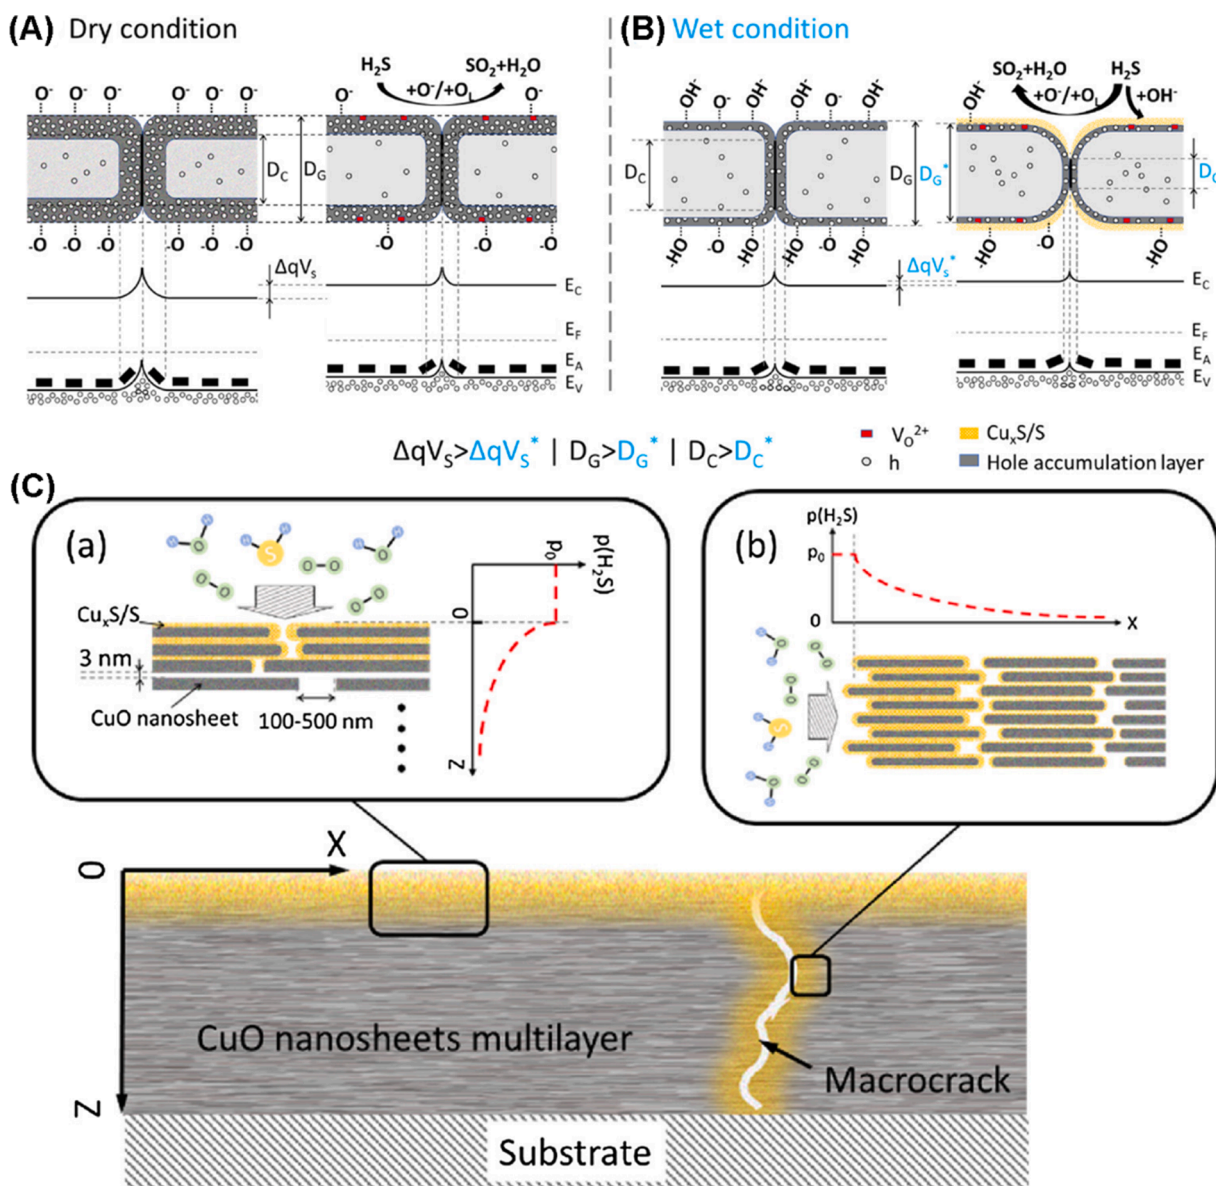 (A) Dry condition
(B) Wet condition
O⁻ O⁻ O⁻ O⁻
H₂S SO₂+H₂O
O⁻ +O⁻/+O_L O⁻
D_C D_G
-O -O -O -O -O -O
ΔqV_S
E_C
E_F
E_A
E_V
OH⁻ O⁻ OH⁻ OH⁻ O⁻ OH⁻
SO₂+H₂O H₂S
OH⁻ +O⁻/+O_L +OH⁻
D_C D_G D_G* D_C
-HO -O -HO -HO -O -HO
-HO -O -HO
ΔqV_S*
E_C
E_F
E_A
E_V
ΔqV_S>ΔqV_S* | D_G>D_G* | D_C>D_C*
V_O²⁺ Cu_xS/S
h Hole accumulation layer
(C)
(a)
S
O
O O
O
O O
O O
p₀ p(H₂S)
0
Z
Cu_xS/S
3 nm
CuO nanosheet
100-500 nm
(b)
p(H₂S)
p₀
0 X
O
O O
O O
S
O
O O
0 X
Z
CuO nanosheets multilayer
Macrocrack
Substrate